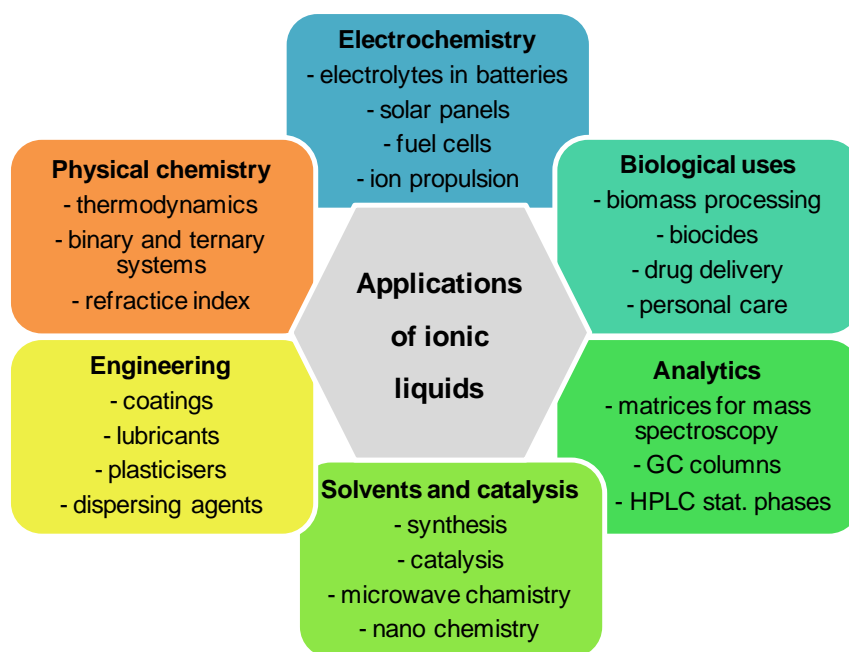 Electrochemistry
- electrolytes in batteries
- solar panels
- fuel cells
- ion propulsion
Physical chemistry
- thermodynamics
- binary and ternary
systems
- refractice index
Biological uses
- biomass processing
- biocides
- drug delivery
- personal care
Applications
of ionic
liquids
Engineering
- coatings
- lubricants
- plasticisers
- dispersing agents
Analytics
- matrices for mass
spectroscopy
- GC columns
- HPLC stat. phases
Solvents and catalysis
- synthesis
- catalysis
- microwave chamistry
- nano chemistry